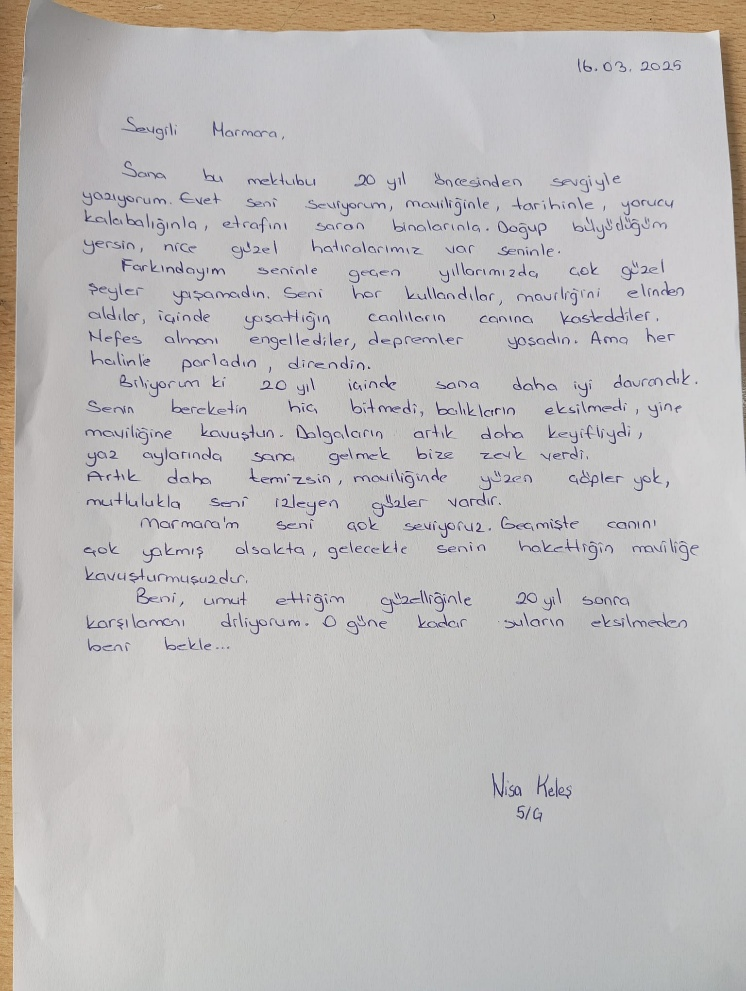 16.03.2025
Sevgili Marmara,
Sana bu mektubu 20 yıl öncesinden sevgiyle
yazıyorum. Evet seni seviyorum, maviliğinle, tarihinle, yorucu
kalabalığınla, etrafını saran binalarınla. Doğup büyüdüğüm
yersin, nice güzel hatıralarımız var seninle.
Farkındayım seninle geçen yıllarımızda çok güzel
şeyler yaşamadın. Seni hor kullandılar, maviliğini elinden
aldılar, içinde yaşattığın canlıların canına kastettiler.
Nefes almanı engellediler, depremler yaşadın. Ama her
halinle parladın, direndin.
Biliyorum ki 20 yıl içinde sana daha iyi davrandık.
Senin bereketin hiç bitmedi, balıkların eksilmedi, yine
maviliğine kavuştun. Dalgaların artık daha keyifliydi,
yaz aylarında sana gelmek bize zevk verdi.
Artık daha temizsin, maviliğinde yüzen çöpler yok,
mutlulukla seni izleyen gözler vardır.
Marmara'm seni çok seviyoruz. Geçmişte canını
çok yakmış olsakta, gelecekte senin hakettiğin maviliğe
kavuşturmuşuzdur.
Beni, umut ettiğim güzelliğinle 20 yıl sonra
karşılamanı diliyorum. O güne kadar suların eksilmeden
beni bekle...
Nisa Keleş
5/G